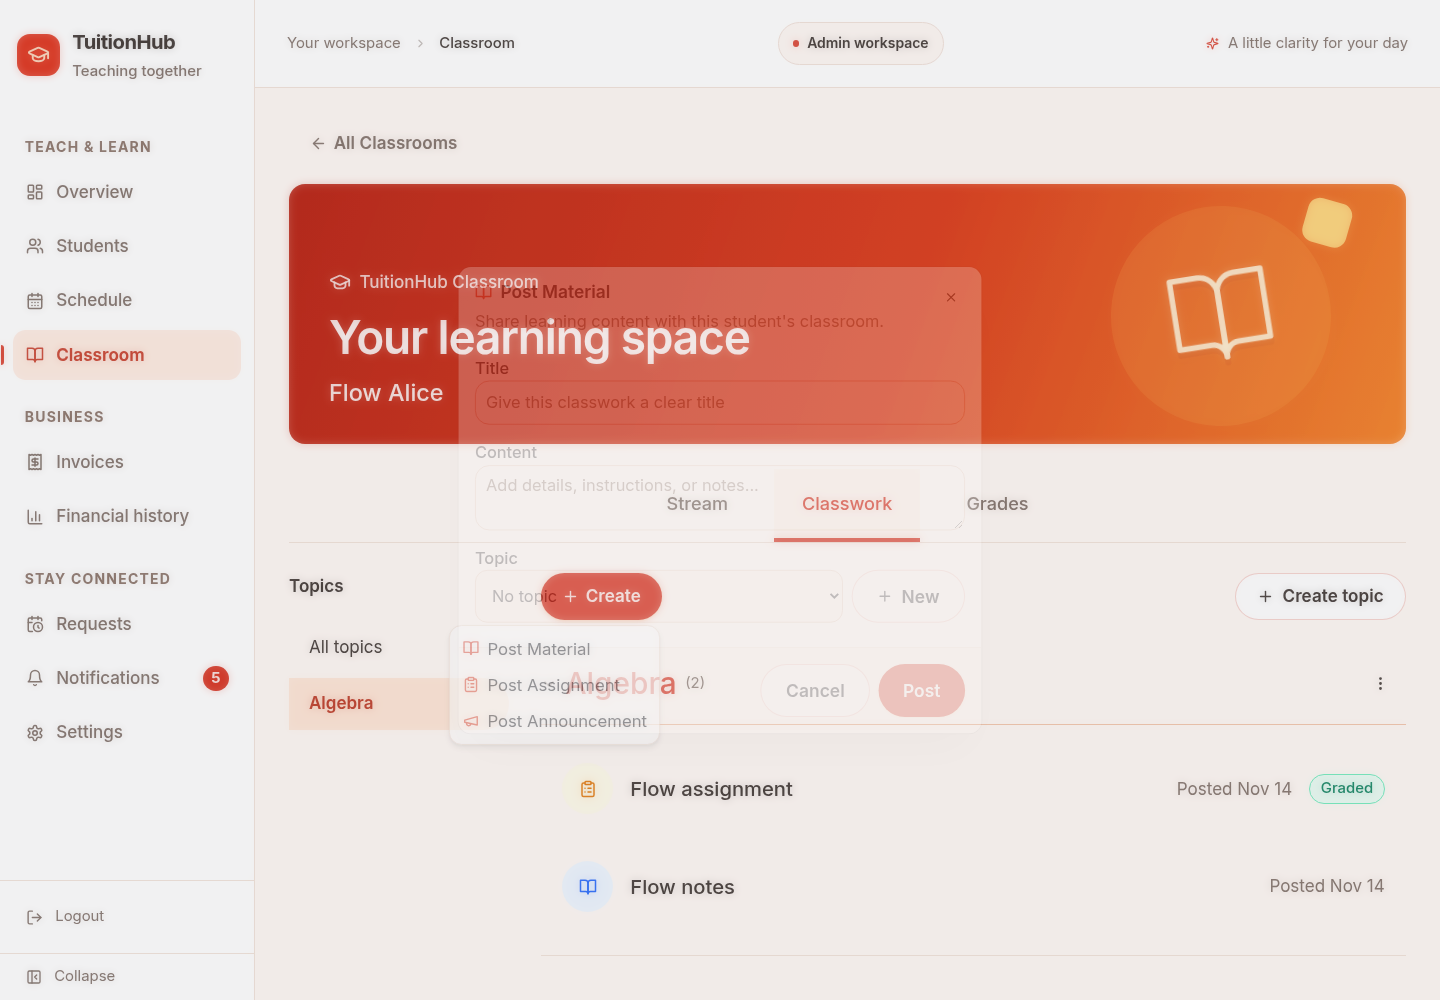 TuitionHub
Teaching together
TEACH & LEARN
Overview
Students
Schedule
Classroom
BUSINESS
Invoices
Financial history
STAY CONNECTED
Requests
Notifications
5
Settings
Logout
Collapse
Your workspace
Classroom
Admin workspace
A little clarity for your day
All Classrooms
TuitionHub Classroom
Your learning space
Flow Alice
Post Material
Share learning content with this student's classroom.
Title
Give this classwork a clear title
Content
Add details, instructions, or notes...
Topic
No topic
New
Cancel
Post
Stream
Classwork
Grades
Topics
All topics
Algebra
Create
Create topic
Post Material
Post Assignment
Post Announcement
Algebra (2)
Flow assignment
Posted Nov 14
Graded
Flow notes
Posted Nov 14